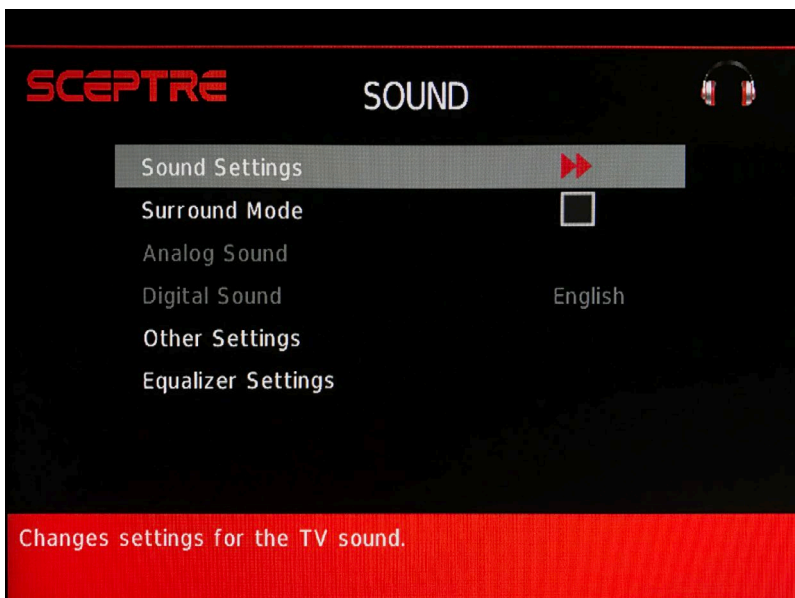 SCEPTRE
SOUND
Sound Settings
Surround Mode
Analog Sound
Digital Sound English
Other Settings
Equalizer Settings
Changes settings for the TV sound.